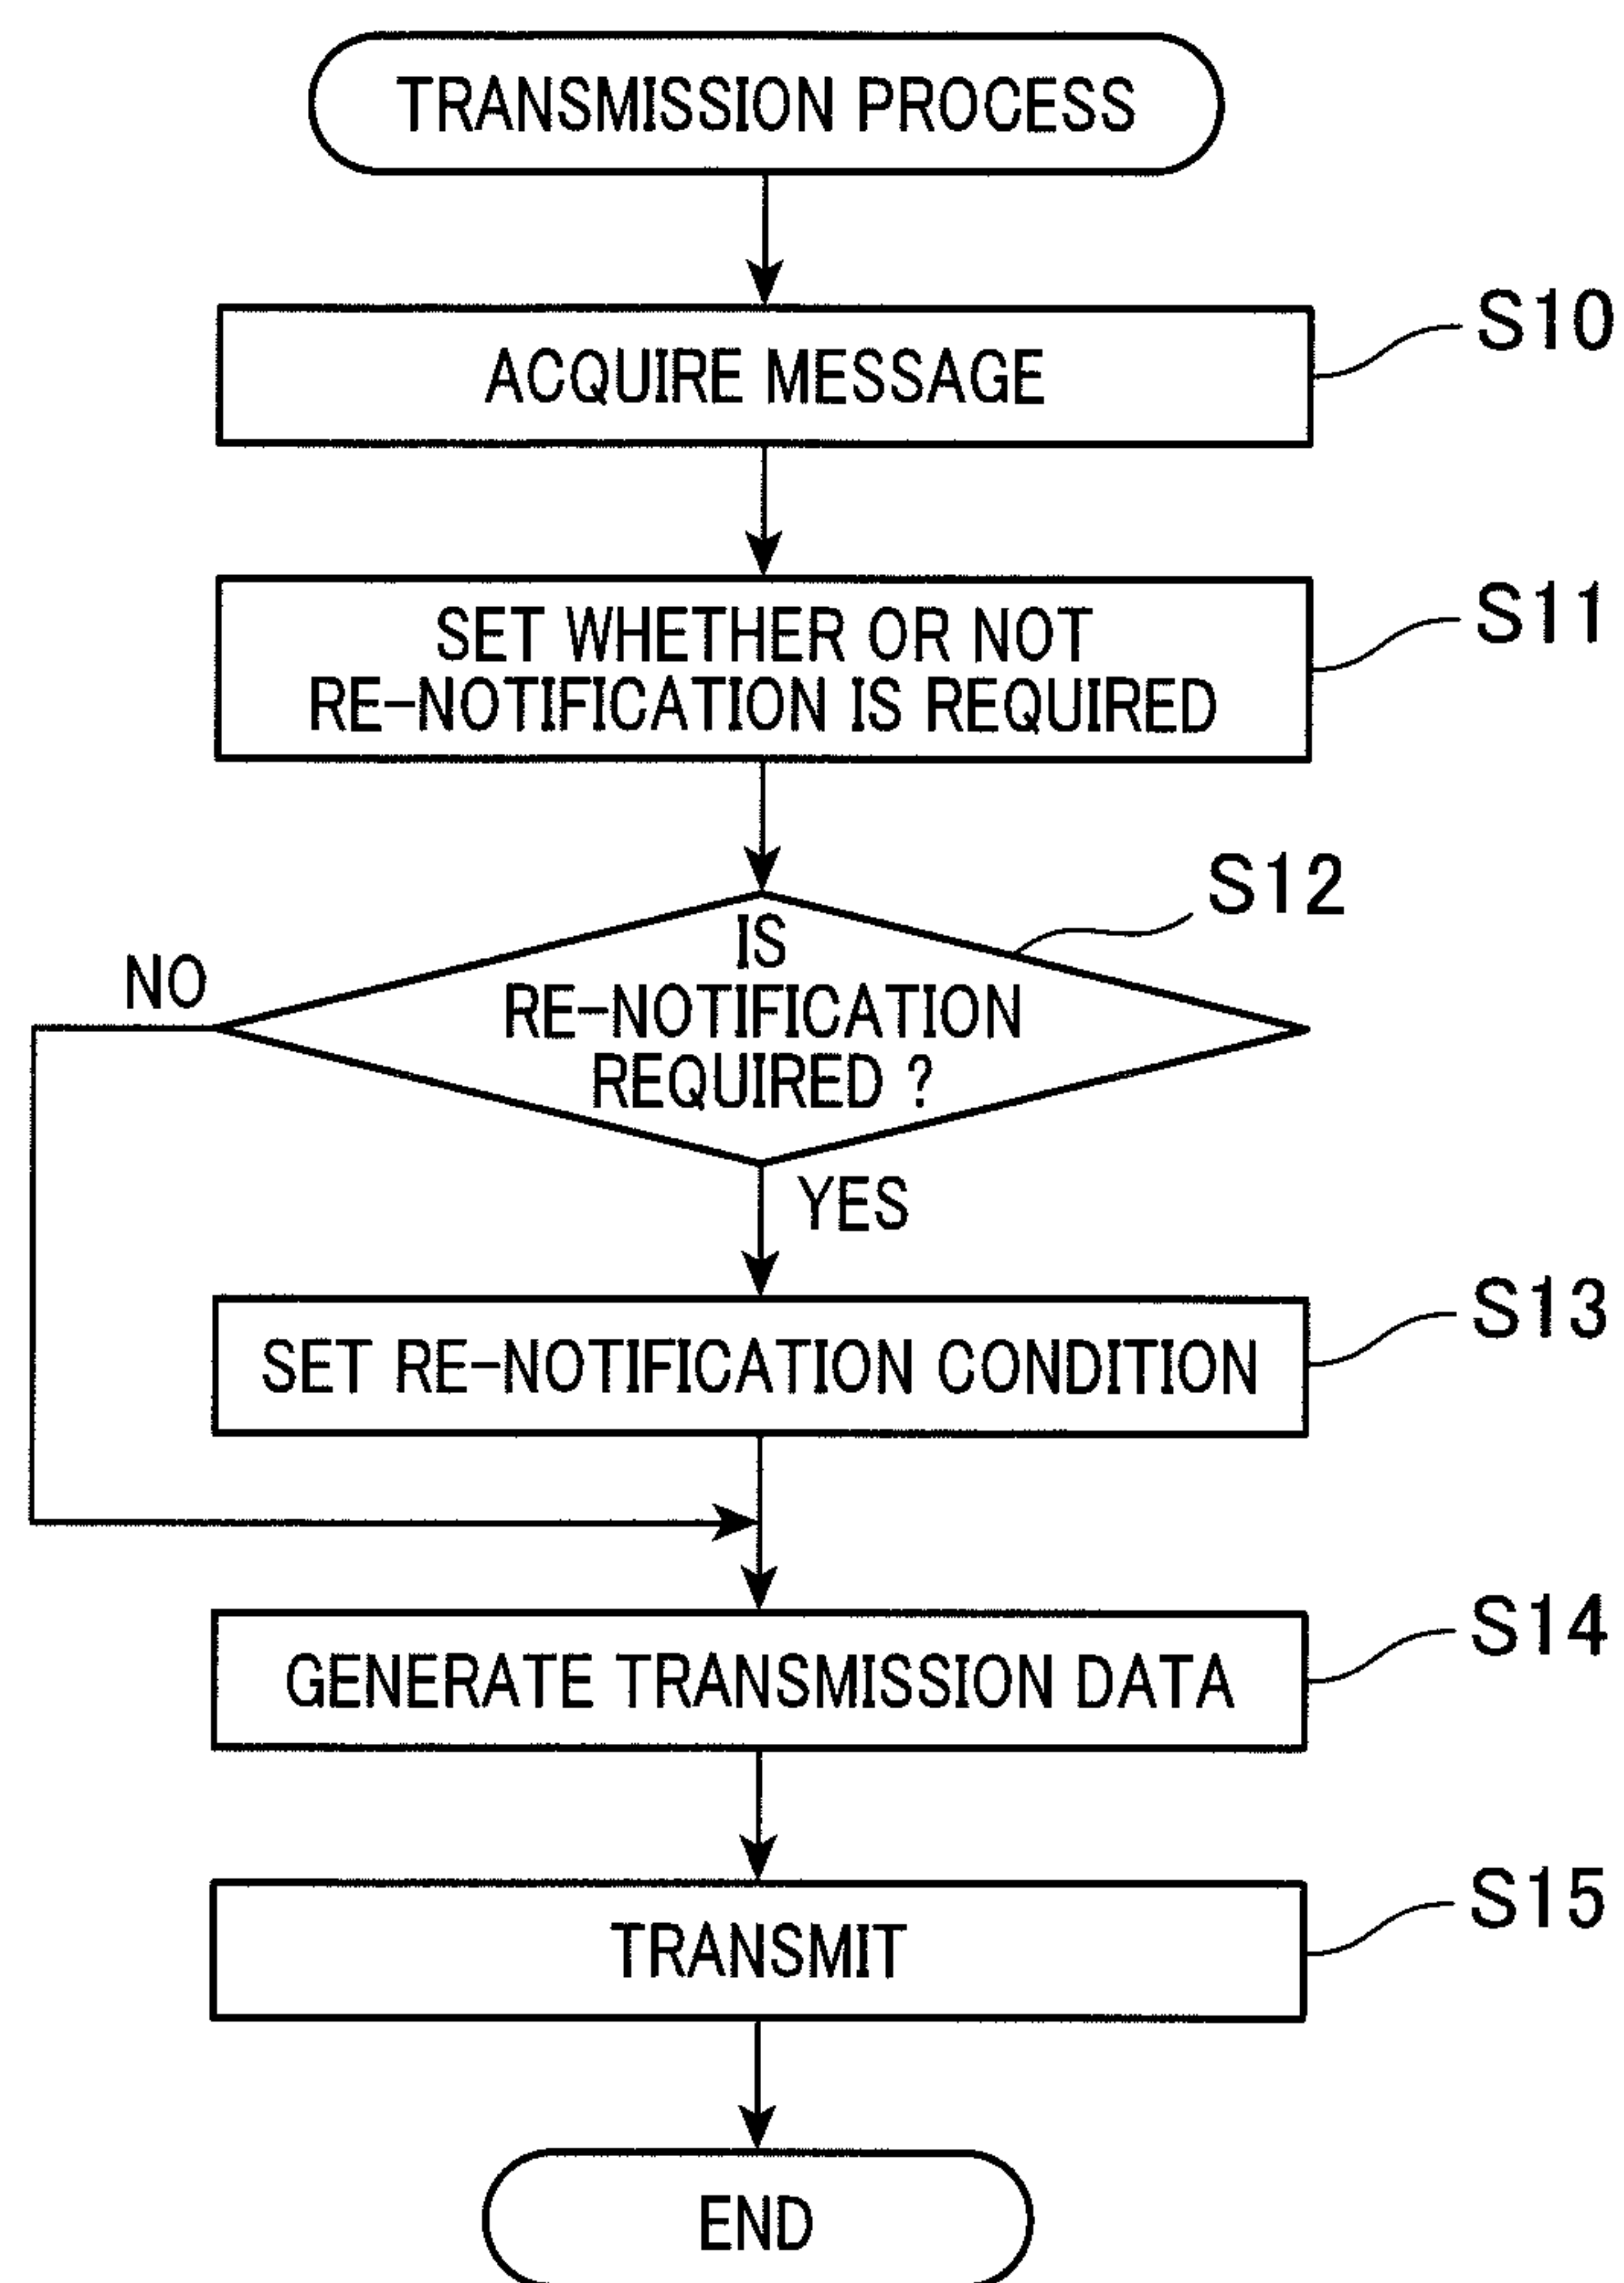 TRANSMISSION PROCESS
ACQUIRE MESSAGE
S10
SET WHETHER OR NOT
RE-NOTIFICATION IS REQUIRED
S11
IS
RE-NOTIFICATION
REQUIRED ?
S12
NO
YES
SET RE-NOTIFICATION CONDITION
S13
GENERATE TRANSMISSION DATA
S14
TRANSMIT
S15
END